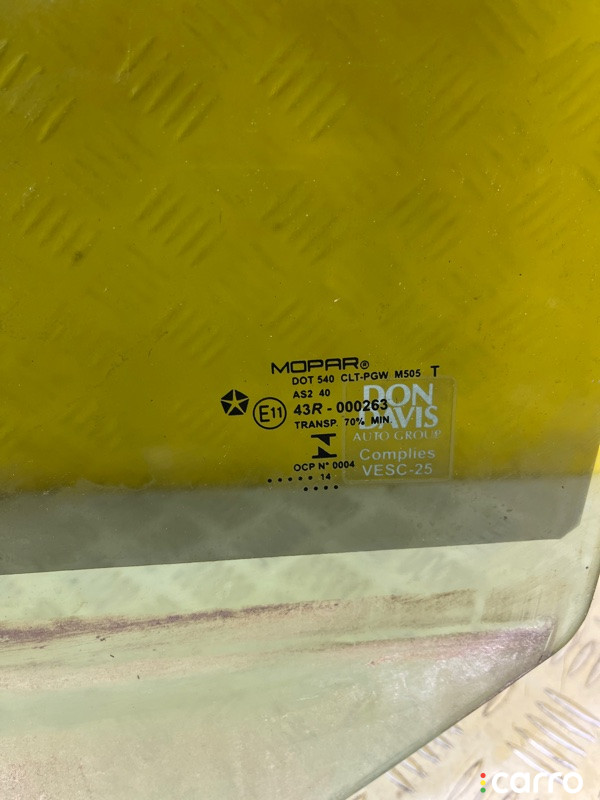 MOPAR®
DOT 540 CLT-PGW M505 T
AS2 40
E11 43R - 000263
TRANSP. 70% MIN.
OCP N° 0004
14
DON
DAVIS
AUTO GROUP
Complies
VESC-25
carro